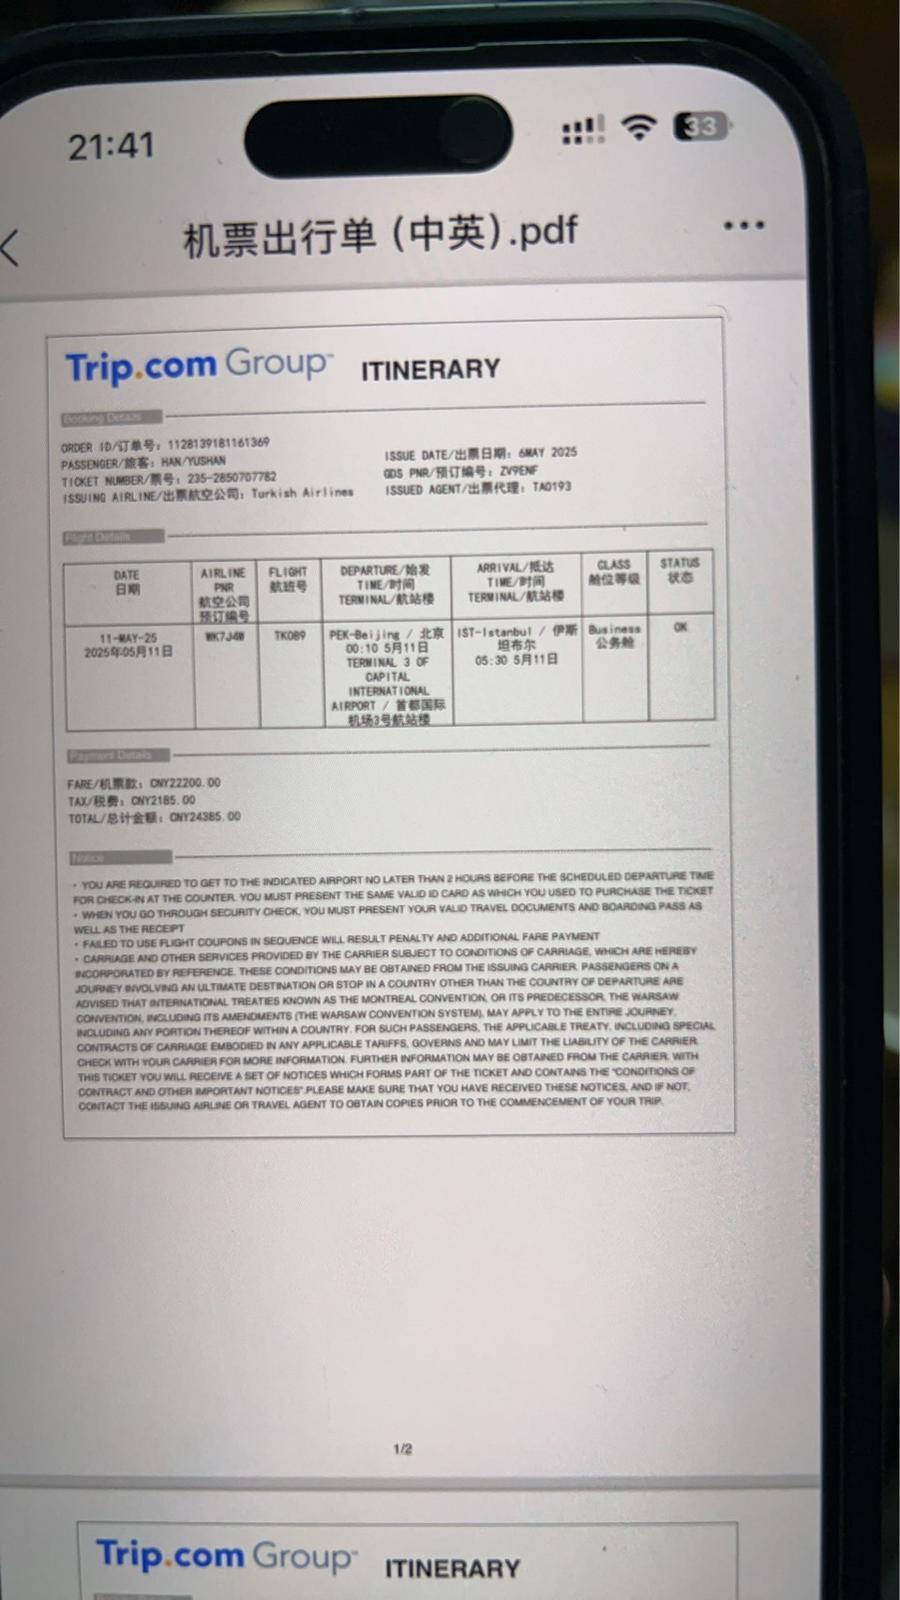 21:41
33
机票出行单 (中英).pdf
Trip.com Group™ ITINERARY
Booking Details
ORDER ID/订单号: 1128139181161369
PASSENGER/旅客: HAN/YUSHAN
TICKET NUMBER/票号: 235-2850707782
ISSUING AIRLINE/出票航空公司: Turkish Airlines
ISSUE DATE/出票日期: 6MAY 2025
GDS PNR/预订编号: ZV9ENF
ISSUED AGENT/出票代理: TAO193
Flight Details
DATE
日期
AIRLINE
PNR
航空公司
预订编号
FLIGHT
航班号
DEPARTURE/始发
TIME/时间
TERMINAL/航站楼
ARRIVAL/抵达
TIME/时间
TERMINAL/航站楼
CLASS
舱位等级
STATUS
状态
11-MAY-25
2025年05月11日
WK7J4W
TK089
PEK-Beijing / 北京
00:10 5月11日
TERMINAL 3 OF
CAPITAL
INTERNATIONAL
AIRPORT / 首都国际
机场3号航站楼
IST-Istanbul / 伊斯
坦布尔
05:30 5月11日
Business
公务舱
OK
Payment Details
FARE/机票款: CNY22200.00
TAX/税费: CNY2185.00
TOTAL/总计金额: CNY24385.00
Notice
• YOU ARE REQUIRED TO GET TO THE INDICATED AIRPORT NO LATER THAN 2 HOURS BEFORE THE SCHEDULED DEPARTURE TIME
FOR CHECK-IN AT THE COUNTER. YOU MUST PRESENT THE SAME VALID ID CARD AS WHICH YOU USED TO PURCHASE THE TICKET
• WHEN YOU GO THROUGH SECURITY CHECK, YOU MUST PRESENT YOUR VALID TRAVEL DOCUMENTS AND BOARDING PASS AS
WELL AS THE RECEIPT
• FAILED TO USE FLIGHT COUPONS IN SEQUENCE WILL RESULT PENALTY AND ADDITIONAL FARE PAYMENT
• CARRIAGE AND OTHER SERVICES PROVIDED BY THE CARRIER SUBJECT TO CONDITIONS OF CARRIAGE, WHICH ARE HEREBY
INCORPORATED BY REFERENCE. THESE CONDITIONS MAY BE OBTAINED FROM THE ISSUING CARRIER. PASSENGERS ON A
JOURNEY INVOLVING AN ULTIMATE DESTINATION OR STOP IN A COUNTRY OTHER THAN THE COUNTRY OF DEPARTURE ARE
ADVISED THAT INTERNATIONAL TREATIES KNOWN AS THE MONTREAL CONVENTION, OR ITS PREDECESSOR, THE WARSAW
CONVENTION, INCLUDING ITS AMENDMENTS (THE WARSAW CONVENTION SYSTEM), MAY APPLY TO THE ENTIRE JOURNEY,
INCLUDING ANY PORTION THEREOF WITHIN A COUNTRY. FOR SUCH PASSENGERS, THE APPLICABLE TREATY, INCLUDING SPECIAL
CONTRACTS OF CARRIAGE EMBODIED IN ANY APPLICABLE TARIFFS, GOVERNS AND MAY LIMIT THE LIABILITY OF THE CARRIER.
CHECK WITH YOUR CARRIER FOR MORE INFORMATION. FURTHER INFORMATION MAY BE OBTAINED FROM THE CARRIER. WITH
THIS TICKET YOU WILL RECEIVE A SET OF NOTICES WHICH FORMS PART OF THE TICKET AND CONTAINS THE "CONDITIONS OF
CONTRACT AND OTHER IMPORTANT NOTICES".PLEASE MAKE SURE THAT YOU HAVE RECEIVED THESE NOTICES, AND IF NOT,
CONTACT THE ISSUING AIRLINE OR TRAVEL AGENT TO OBTAIN COPIES PRIOR TO THE COMMENCEMENT OF YOUR TRIP.
1/2
Trip.com Group™ ITINERARY